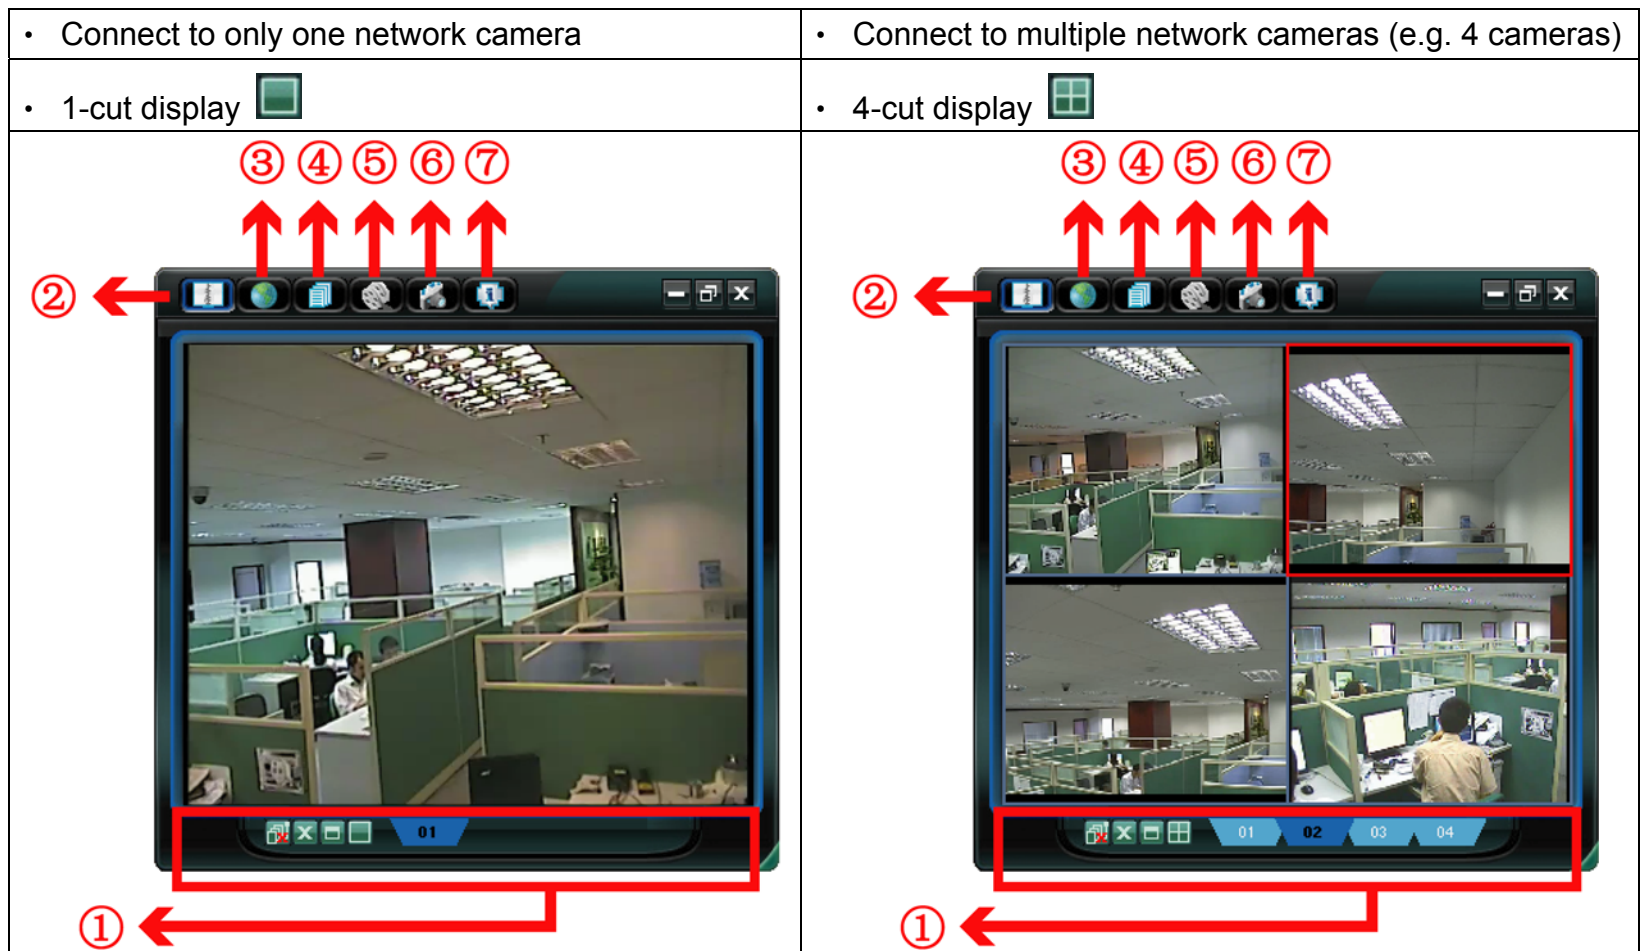 • Connect to only one network camera
• Connect to multiple network cameras (e.g. 4 cameras)
• 1-cut display
• 4-cut display
③ ④ ⑤ ⑥ ⑦
③ ④ ⑤ ⑥ ⑦
②
②
01
01 02 03 04
①
①